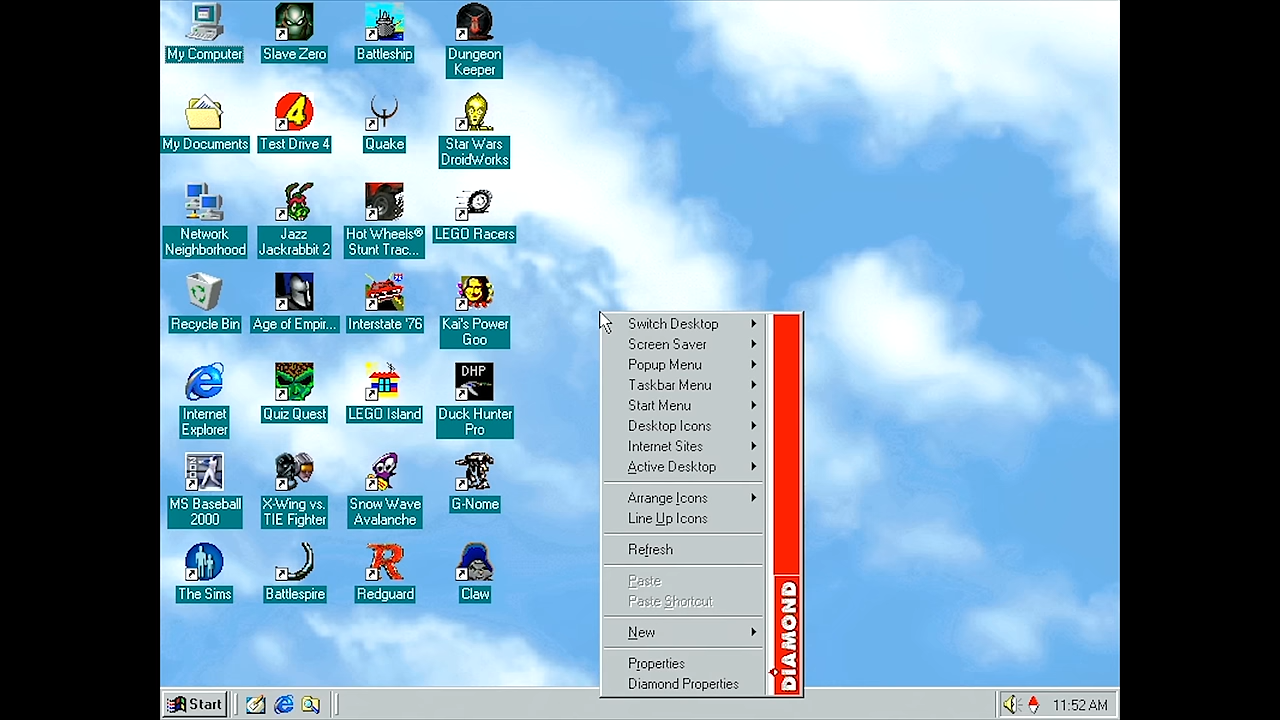 My Computer
Slave Zero
Battleship
Dungeon
Keeper
My Documents
4
Test Drive 4
Quake
Star Wars
DroidWorks
Network
Neighborhood
Jazz
Jackrabbit 2
Hot Wheels®
Stunt Trac...
LEGO Racers
Recycle Bin
Age of Empir...
Interstate '76
Kai's Power
Goo
Internet
Explorer
Quiz Quest
LEGO Island
DHP
Duck Hunter
Pro
2000
MS Baseball
2000
X-Wing vs.
TIE Fighter
Snow Wave
Avalanche
G-Nome
The Sims
Battlespire
R
Redguard
Claw
Switch Desktop
Screen Saver
Popup Menu
Taskbar Menu
Start Menu
Desktop Icons
Internet Sites
Active Desktop
Arrange Icons
Line Up Icons
Refresh
Paste
Paste Shortcut
New
Properties
Diamond Properties
DIAMOND
Start
11:52 AM